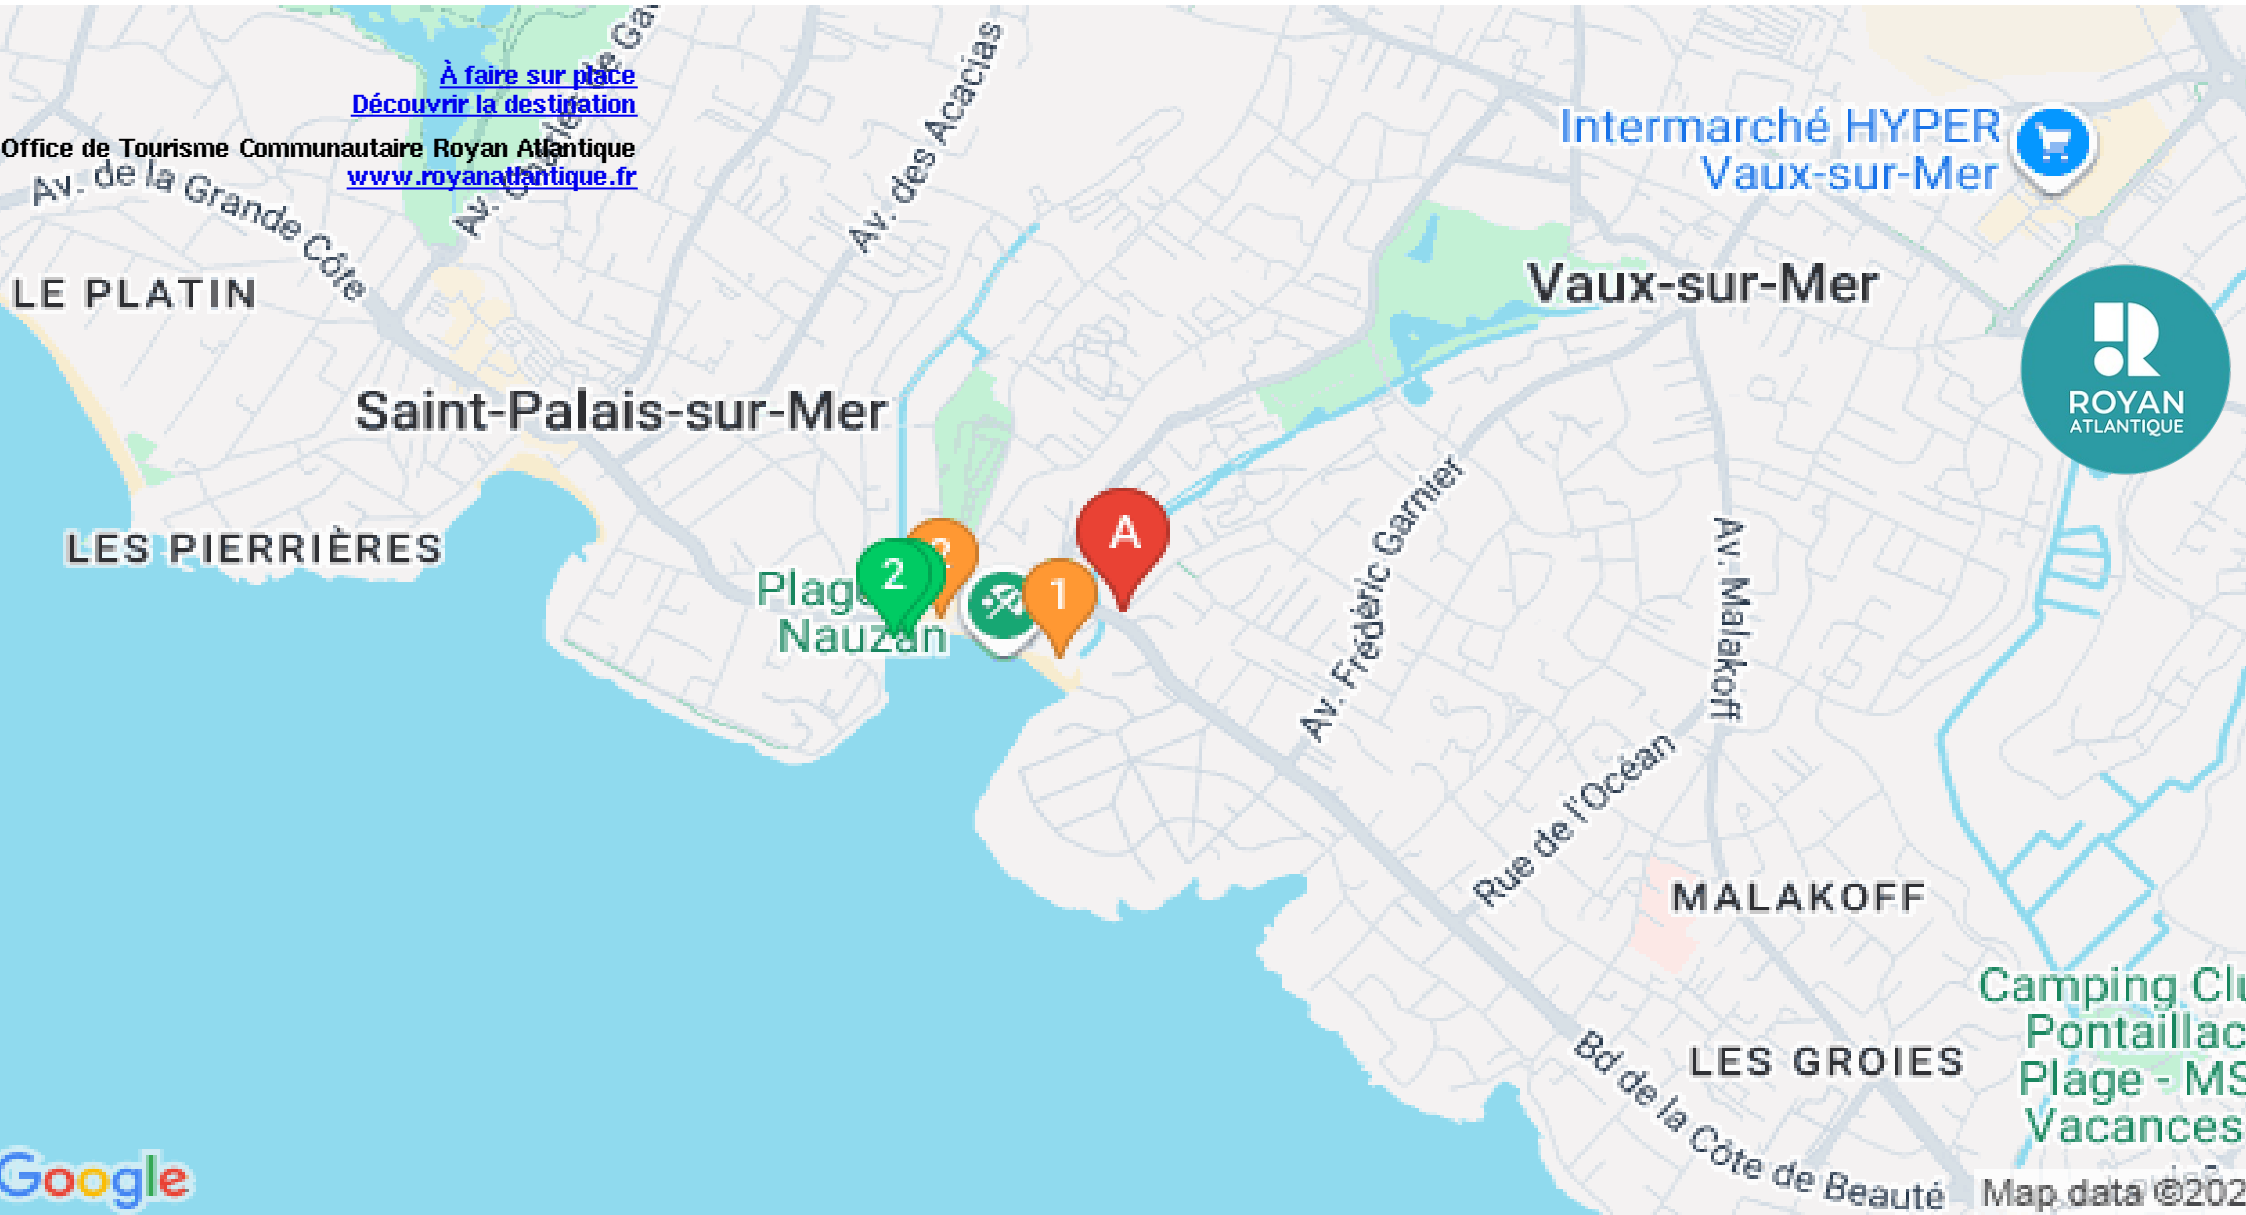 À faire sur place
Découvrir la destination
Office de Tourisme Communautaire Royan Atlantique
www.royanatlantique.fr
Av. de la Grande Côte
Av. des Acacias
Intermarché HYPER
Vaux-sur-Mer
LE PLATIN
Vaux-sur-Mer
ROYAN
ATLANTIQUE
Saint-Palais-sur-Mer
LES PIERRIÈRES
A
2
2
1
Nauzan
Av. Frédéric Garnier
Av. Malakoff
Rue de l'Océan
MALAKOFF
Camping
Pontaillac
Plage - MS
Vacances
LES GROIES
Bd de la Côte de Beauté
Google
Map data ©202